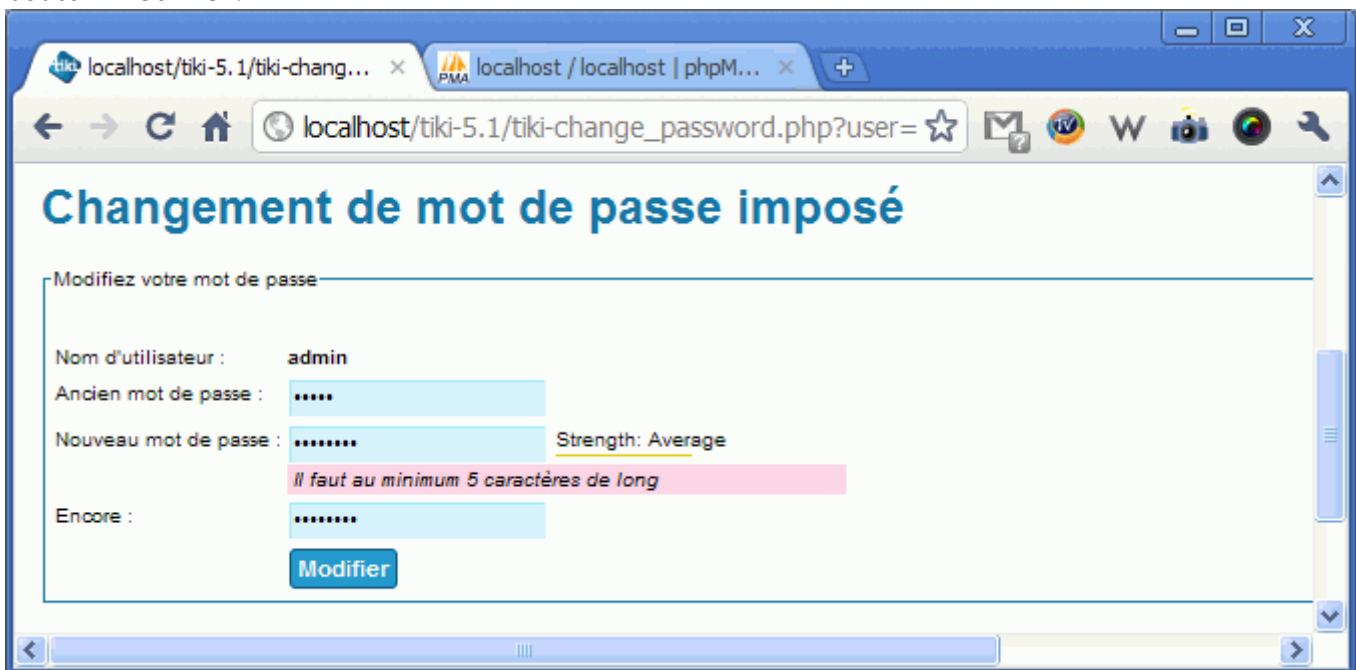 localhost/tiki-5.1/tiki-chang...
localhost / localhost | phpM...
localhost/tiki-5.1/tiki-change_password.php?user=
Changement de mot de passe imposé
Modifiez votre mot de passe
Nom d'utilisateur : admin
Ancien mot de passe : •••••
Nouveau mot de passe : •••••••• Strength: Average
Il faut au minimum 5 caractères de long
Encore : ••••••••
Modifier